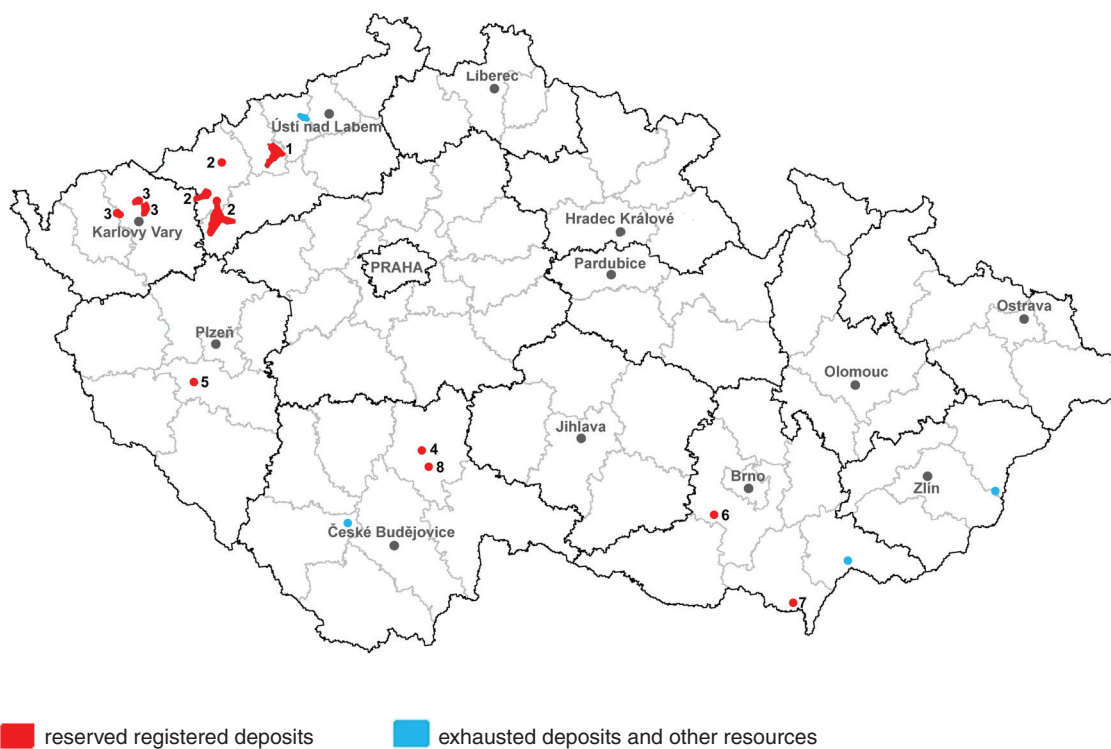 Liberec
Ústí nad Labem
1
2
3
3
2
2
3
Karlovy Vary
Hradec Králové
PRAHA
Pardubice
Ostrava
Plzeň
Olomouc
5
Jihlava
4
8
Brno
Zlín
6
České Budějovice
7
reserved registered deposits
exhausted deposits and other resources